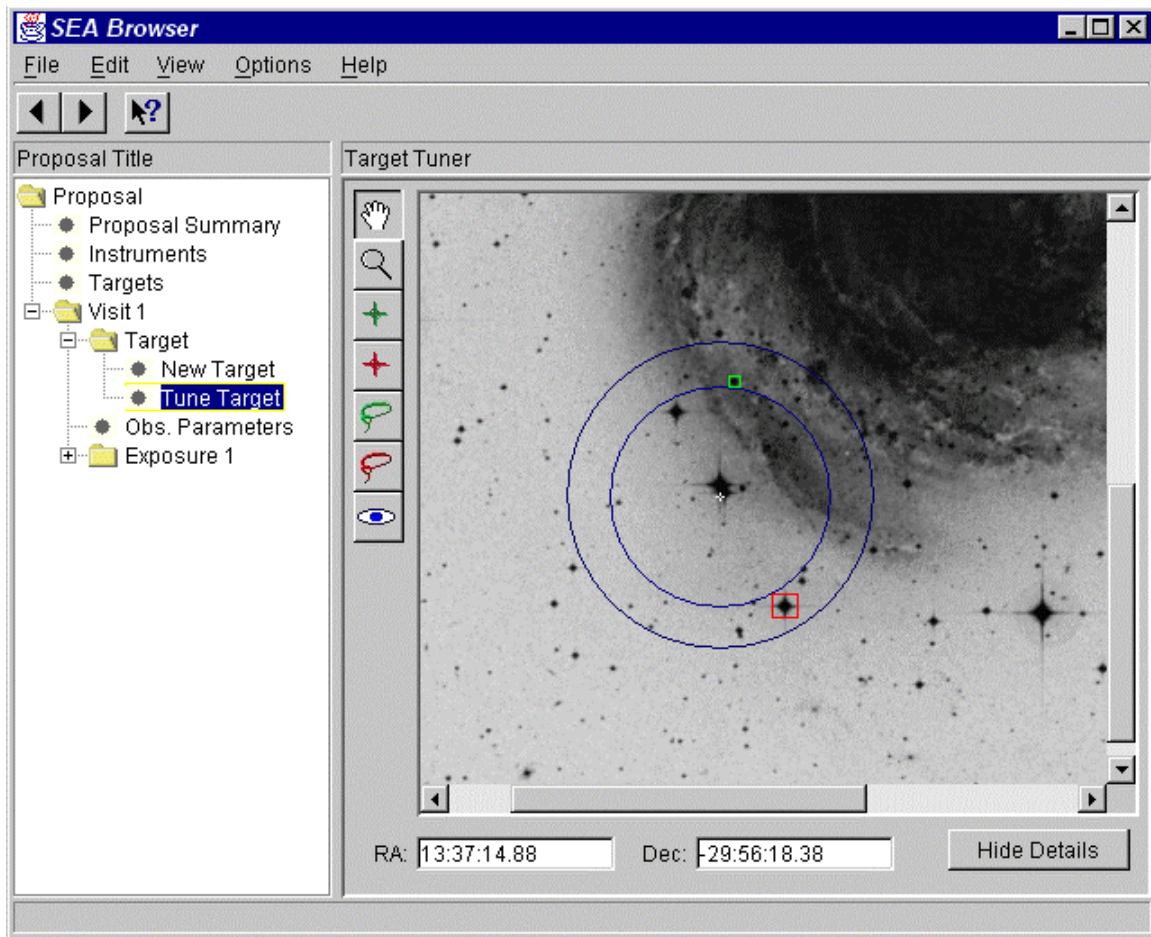 SEA Browser
File Edit View Options Help
?
Proposal Title
Target Tuner
Proposal
Proposal Summary
Instruments
Targets
Visit 1
Target
New Target
Tune Target
Obs. Parameters
Exposure 1
RA: 13:37:14.88 Dec: -29:56:18.38 Hide Details